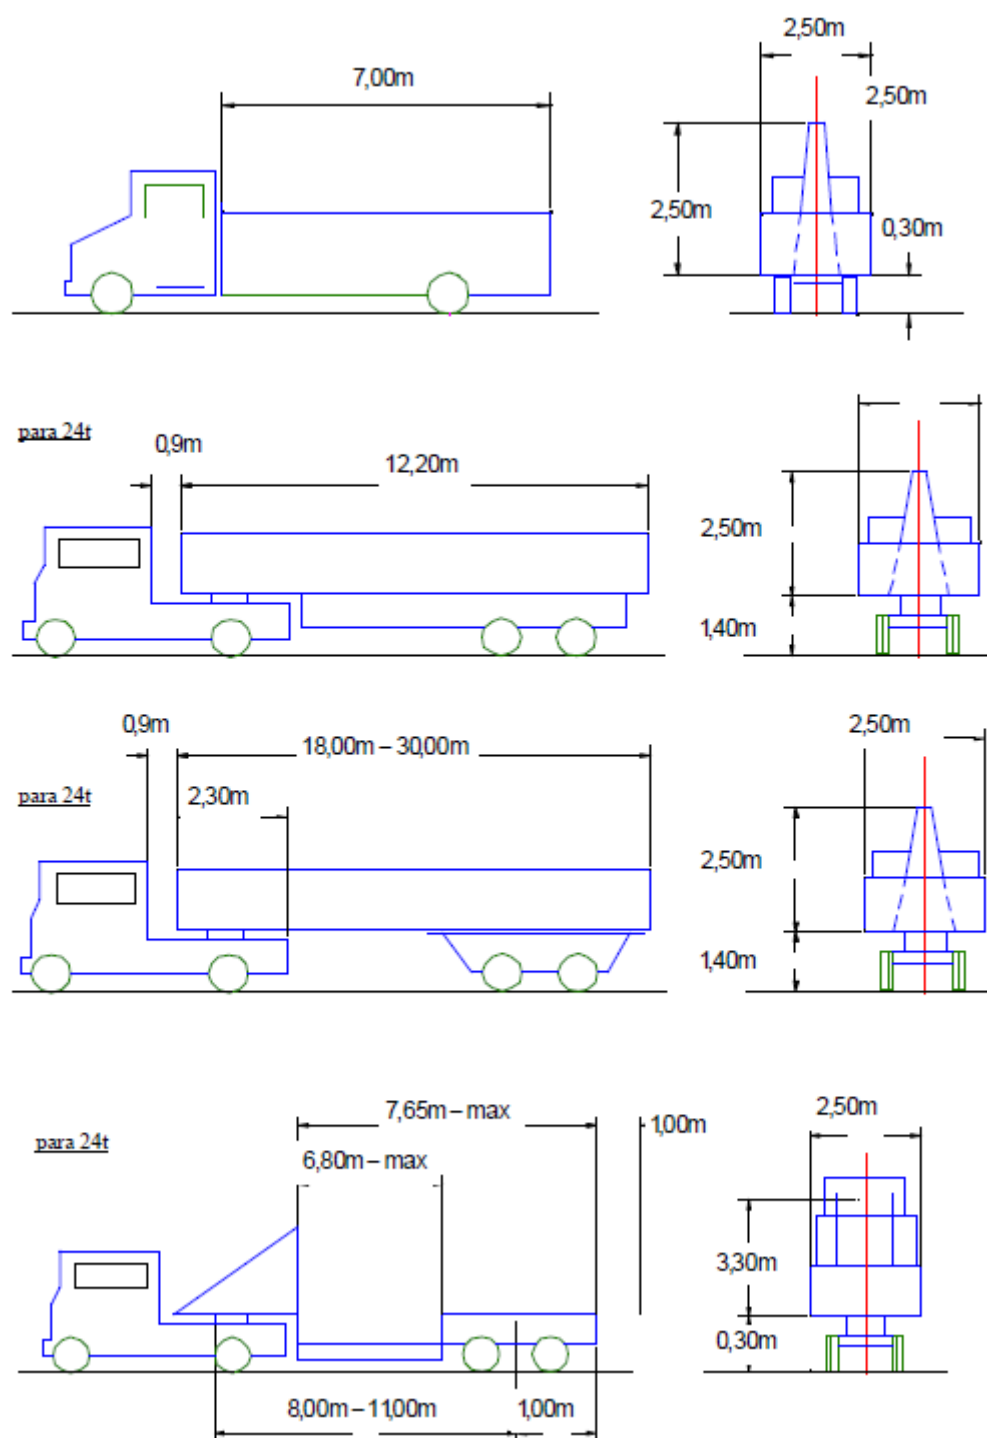 2,50m
7,00m
2,50m
2,50m
0,30m
para 24t
0,9m
12,20m
2,50m
1,40m
0,9m
18,00m – 30,00m
2,50m
para 24t
2,30m
2,50m
1,40m
7,65m – max
2,50m
1,00m
para 24t
6,80m – max
3,30m
0,30m
8,00m – 11,00m
1,00m